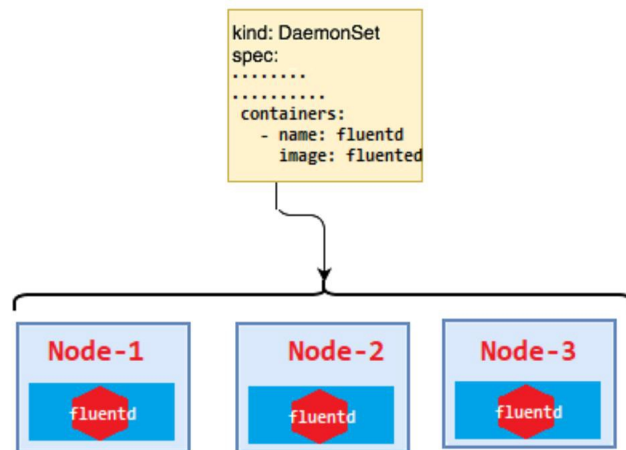 kind: DaemonSet
spec:
........
..........
containers:
- name: fluentd
image: fluented
Node-1
Node-2
Node-3
fluentd
fluentd
fluentd